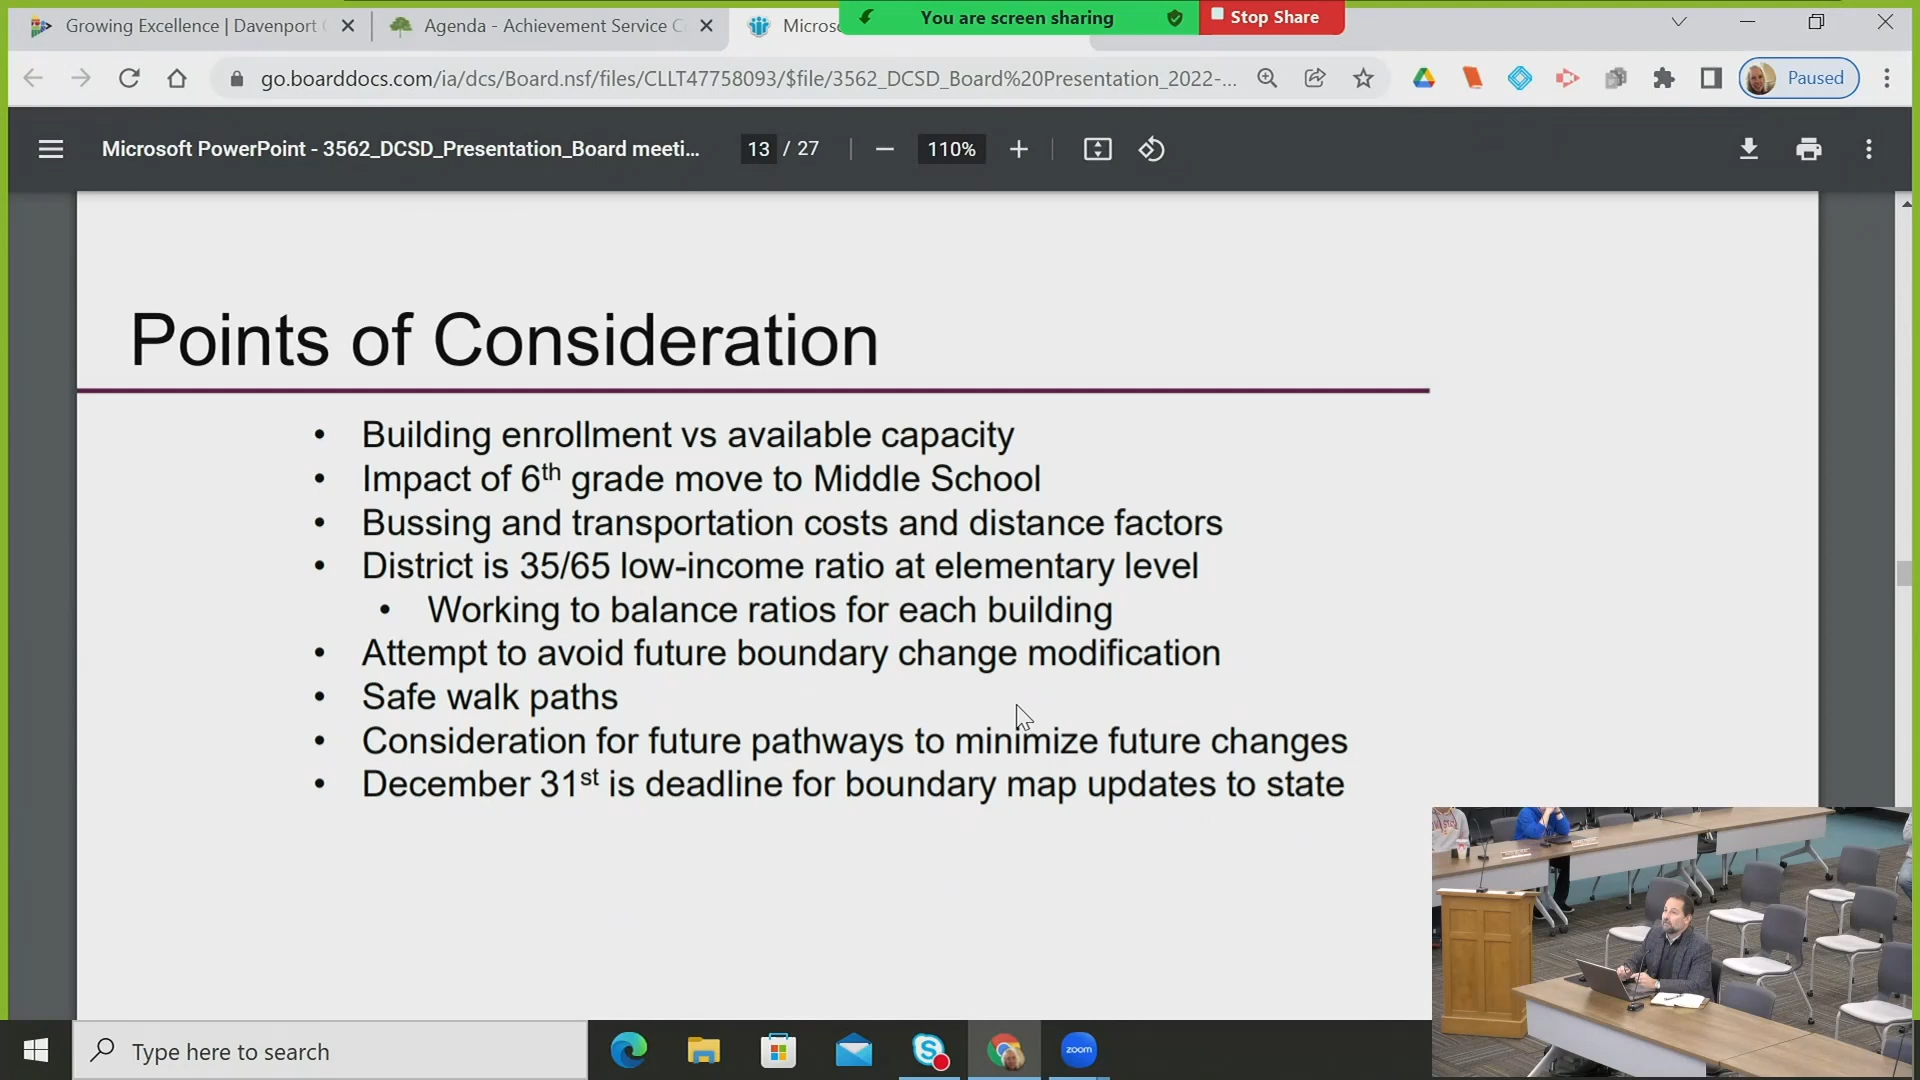 Growing Excellence | Davenport
Agenda - Achievement Service C
Micros
You are screen sharing
Stop Share
go.boarddocs.com/ia/dcs/Board.nsf/files/CLLT47758093/$file/3562_DCSD_Board%20Presentation_2022-...
Paused
Microsoft PowerPoint - 3562_DCSD_Presentation_Board meeti...
13 / 27
110%
Points of Consideration
• Building enrollment vs available capacity
• Impact of 6th grade move to Middle School
• Bussing and transportation costs and distance factors
• District is 35/65 low-income ratio at elementary level
• Working to balance ratios for each building
• Attempt to avoid future boundary change modification
• Safe walk paths
• Consideration for future pathways to minimize future changes
• December 31st is deadline for boundary map updates to state
Type here to search
zoom